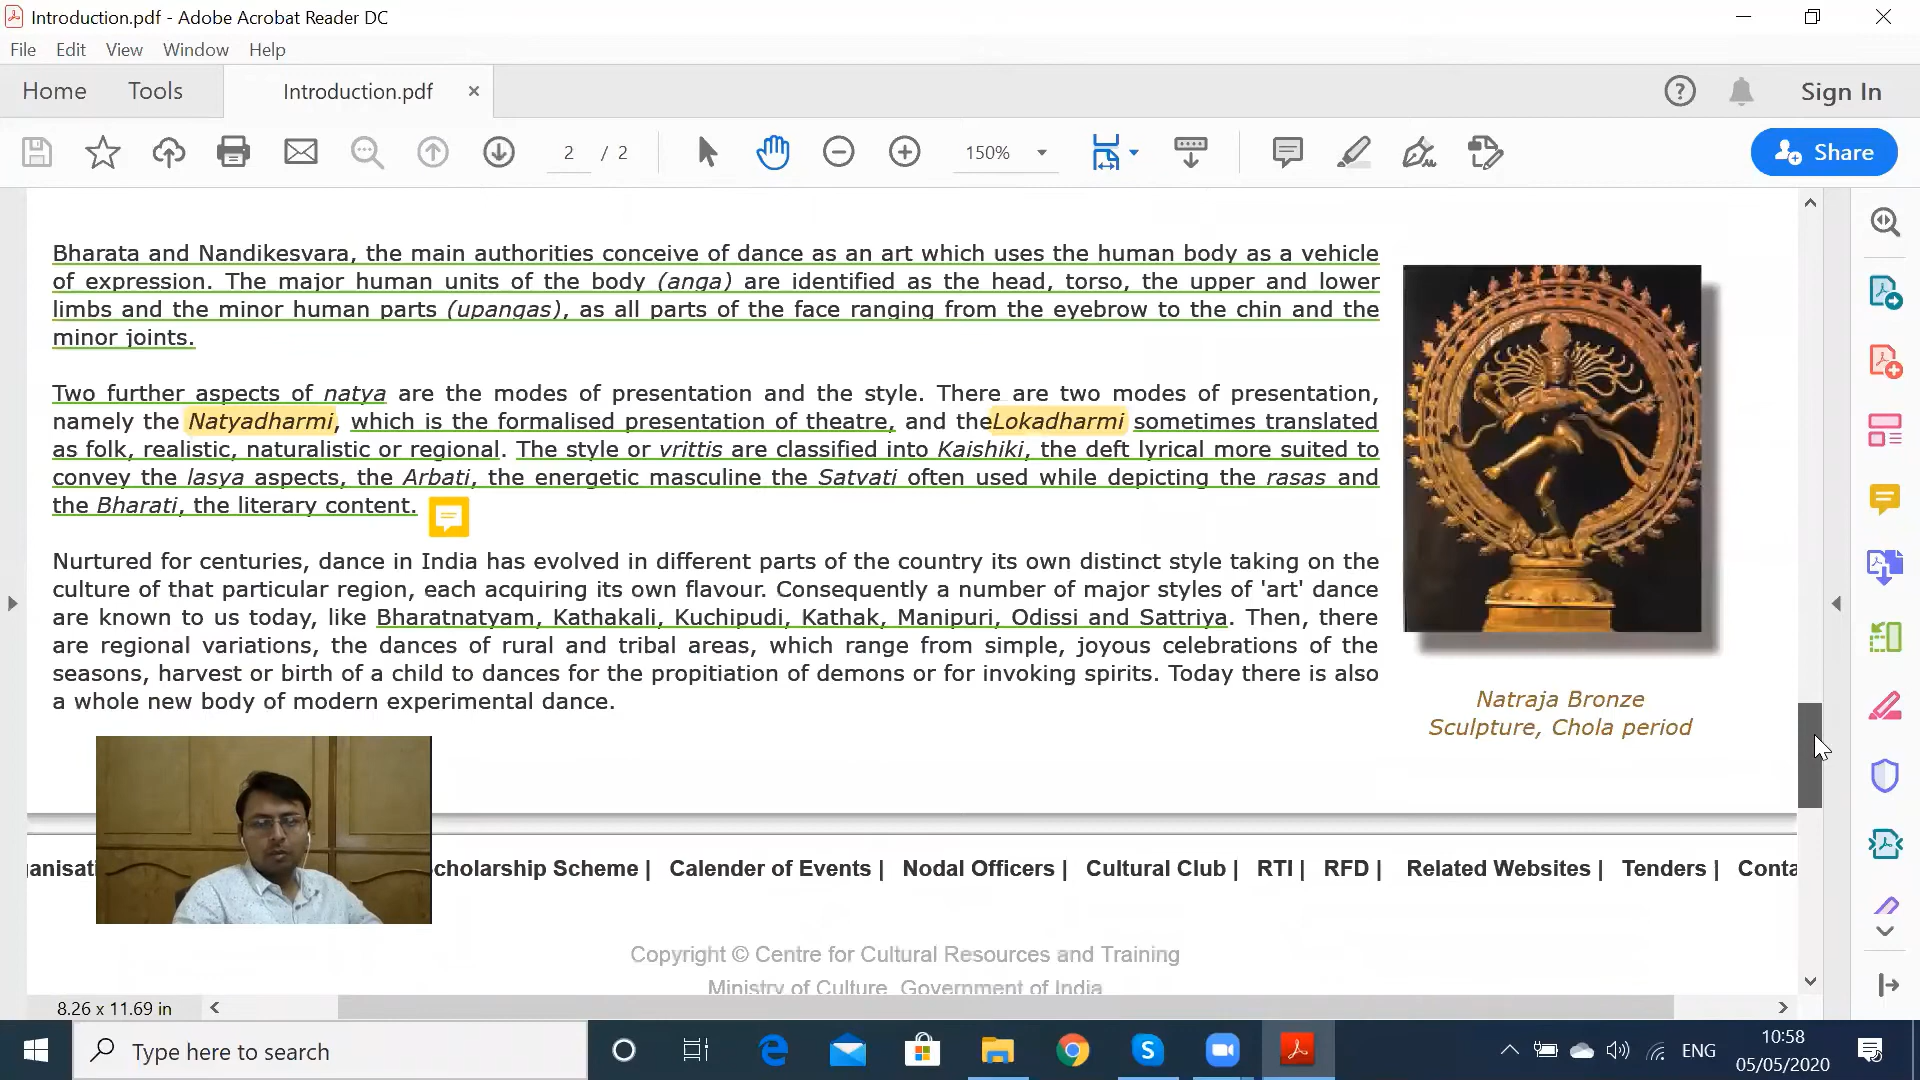 Introduction.pdf - Adobe Acrobat Reader DC
File Edit View Window Help
Home Tools Introduction.pdf × Sign In
2 / 2 150% Share
Bharata and Nandikesvara, the main authorities conceive of dance as an art which uses the human body as a vehicle
of expression. The major human units of the body (anga) are identified as the head, torso, the upper and lower
limbs and the minor human parts (upangas), as all parts of the face ranging from the eyebrow to the chin and the
minor joints.
Two further aspects of natya are the modes of presentation and the style. There are two modes of presentation,
namely the Natyadharmi, which is the formalised presentation of theatre, and theLokadharmi sometimes translated
as folk, realistic, naturalistic or regional. The style or vrittis are classified into Kaishiki, the deft lyrical more suited to
convey the lasya aspects, the Arbati, the energetic masculine the Satvati often used while depicting the rasas and
the Bharati, the literary content.
Nurtured for centuries, dance in India has evolved in different parts of the country its own distinct style taking on the
culture of that particular region, each acquiring its own flavour. Consequently a number of major styles of 'art' dance
are known to us today, like Bharatnatyam, Kathakali, Kuchipudi, Kathak, Manipuri, Odissi and Sattriya. Then, there
are regional variations, the dances of rural and tribal areas, which range from simple, joyous celebrations of the
seasons, harvest or birth of a child to dances for the propitiation of demons or for invoking spirits. Today there is also
a whole new body of modern experimental dance.
Natraja Bronze
Sculpture, Chola period
ganisati cholarship Scheme | Calender of Events | Nodal Officers | Cultural Club | RTI | RFD | Related Websites | Tenders | Conta
Copyright © Centre for Cultural Resources and Training
Ministry of Culture Government of India
8.26 x 11.69 in
Type here to search
ENG
10:58
05/05/2020